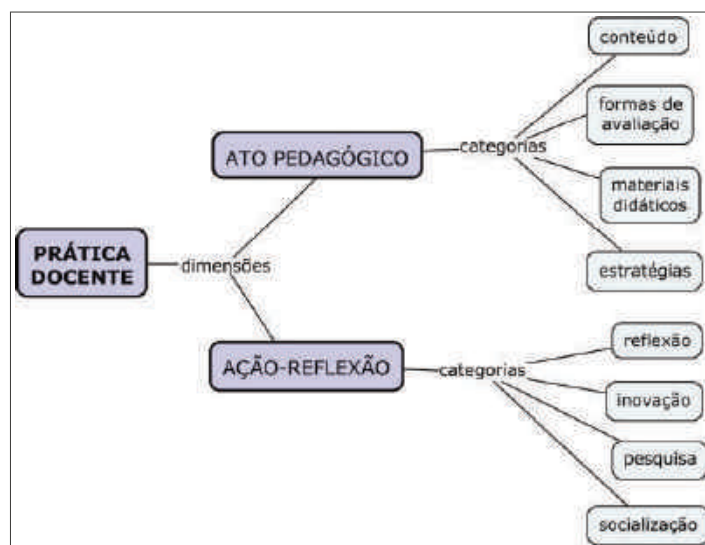 PRÁTICA
DOCENTE
dimensões
ATO PEDAGÓGICO
categorias
conteúdo
formas de
avaliação
materiais
didáticos
estratégias
AÇÃO-REFLEXÃO
categorias
reflexão
inovação
pesquisa
socialização